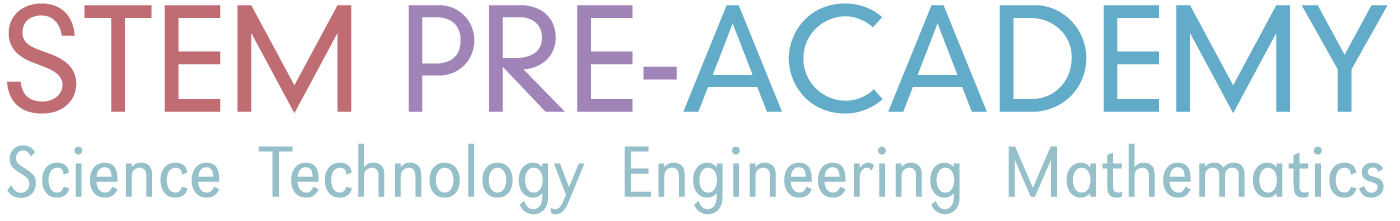 STEM PRE-ACADEMY
Science Technology Engineering Mathematics